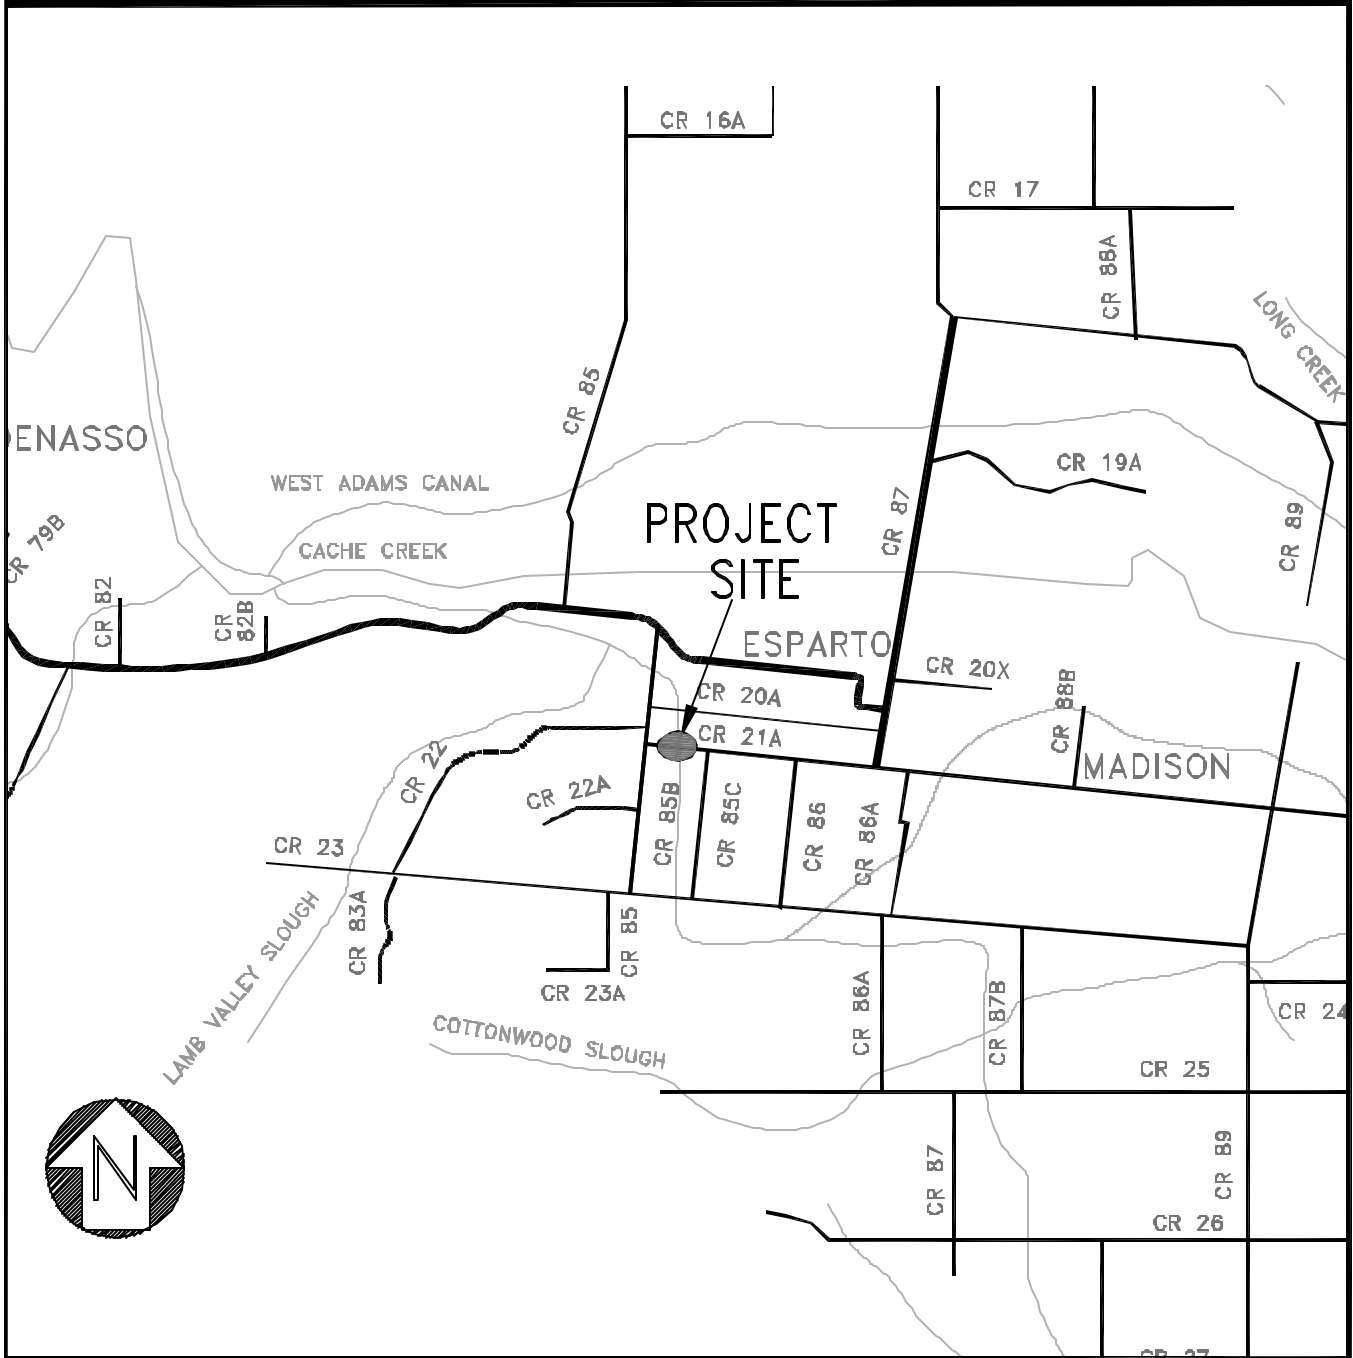 CR 16A
CR 17
CR 88A
LONG CREEK
CR 85
ENASSO
WEST ADAMS CANAL
CR 19A
CR 87
CR 89
PROJECT
SITE
CR 79B
CACHE CREEK
CR 82
CR
82B
ESPARTO
CR 20X
CR 20A
CR 88B
CR 21A
CR 22
MADISON
CR 22A
CR 85B
CR 85C
CR 86
CR 86A
CR 23
CR 83A
LAMB VALLEY SLOUGH
CR 85
CR 23A
CR 86A
CR 87B
CR 24
COTTONWOOD SLOUGH
CR 25
N
CR 87
CR 89
CR 26
CR 27